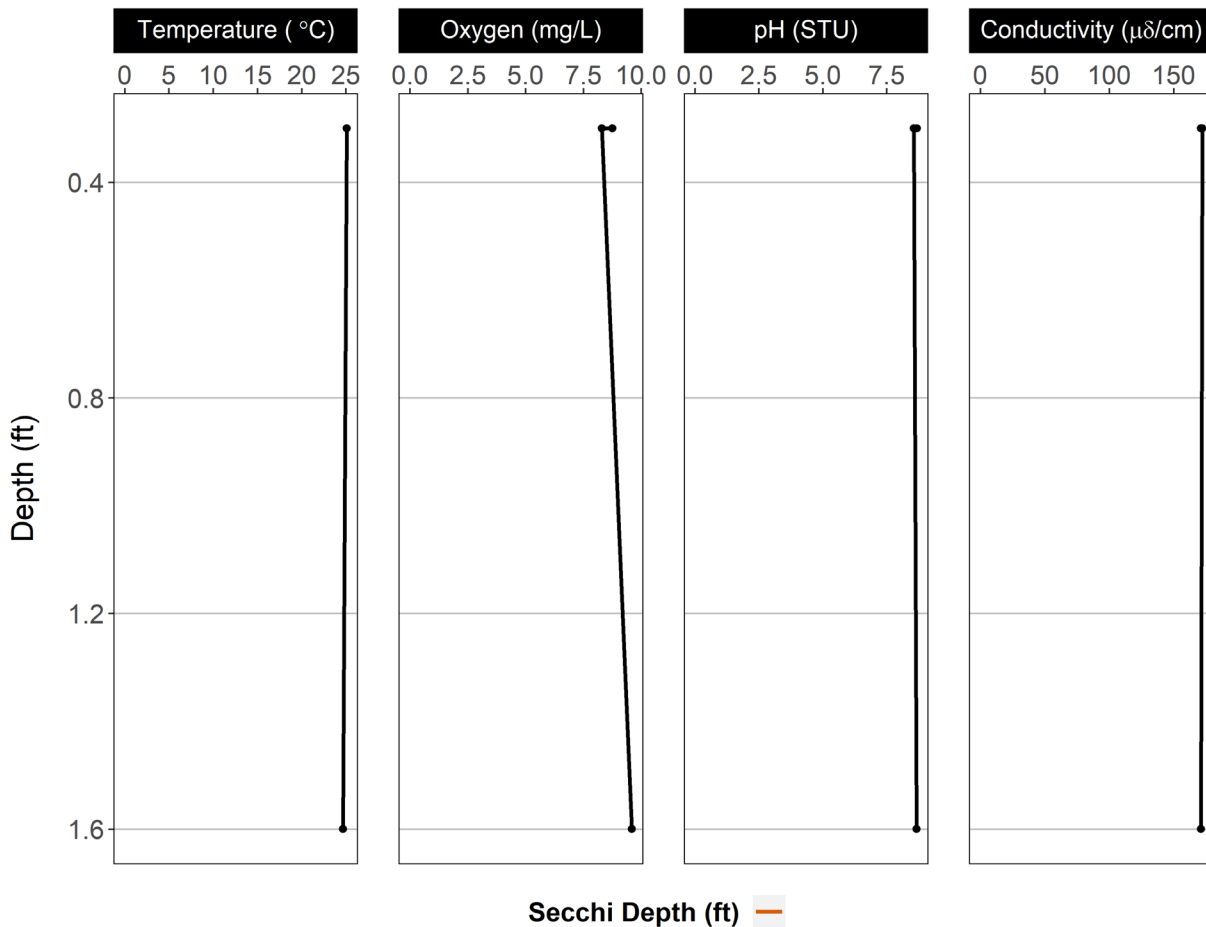 Temperature ( °C) Oxygen (mg/L) pH (STU) Conductivity (μδ/cm)
0 5 10 15 20 25 0.0 2.5 5.0 7.5 10.0 0.0 2.5 5.0 7.5 0 50 100 150
0.4
0.8
1.2
1.6
Depth (ft)
Secchi Depth (ft)